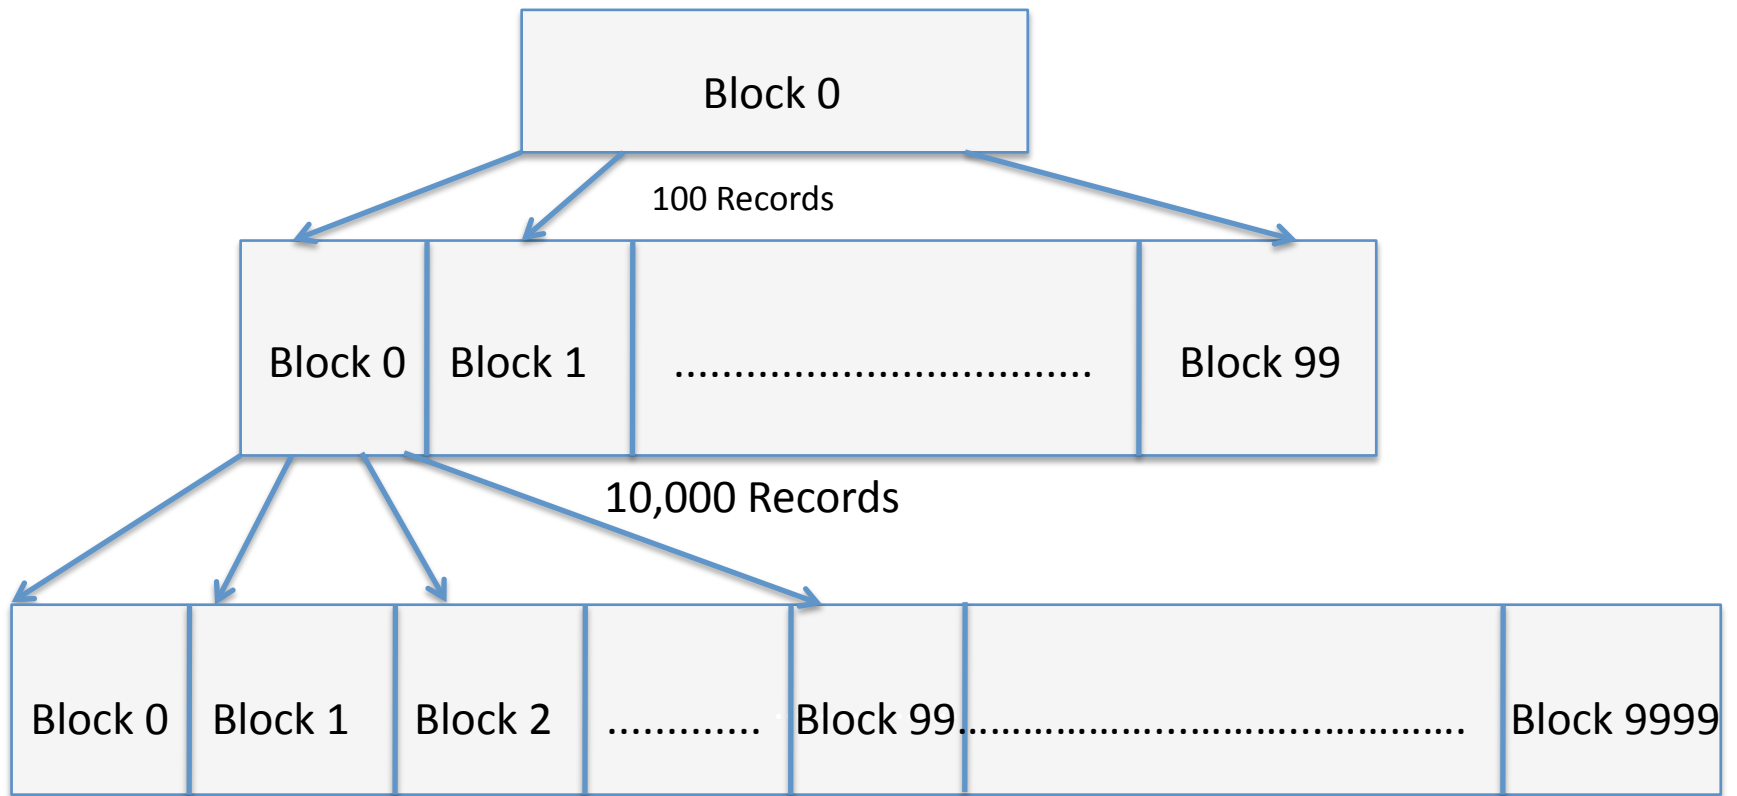 Block 0
100 Records
Block 0 Block 1 ................................... Block 99
10,000 Records
Block 0 Block 1 Block 2 ............. Block 99 ........................................... Block 9999